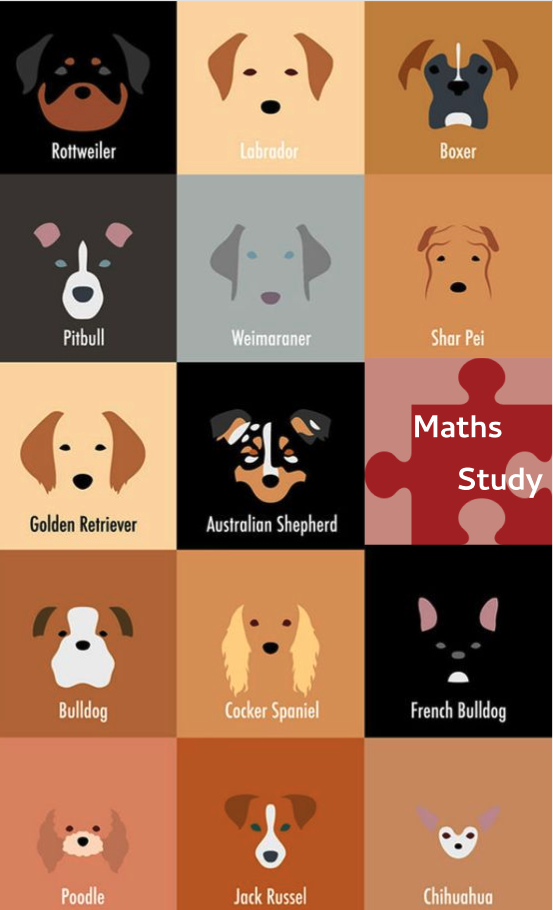 Rottweiler
Labrador
Boxer
Pitbull
Weimaraner
Shar Pei
Golden Retriever
Australian Shepherd
Maths
Study
Bulldog
Cocker Spaniel
French Bulldog
Poodle
Jack Russel
Chihuahua